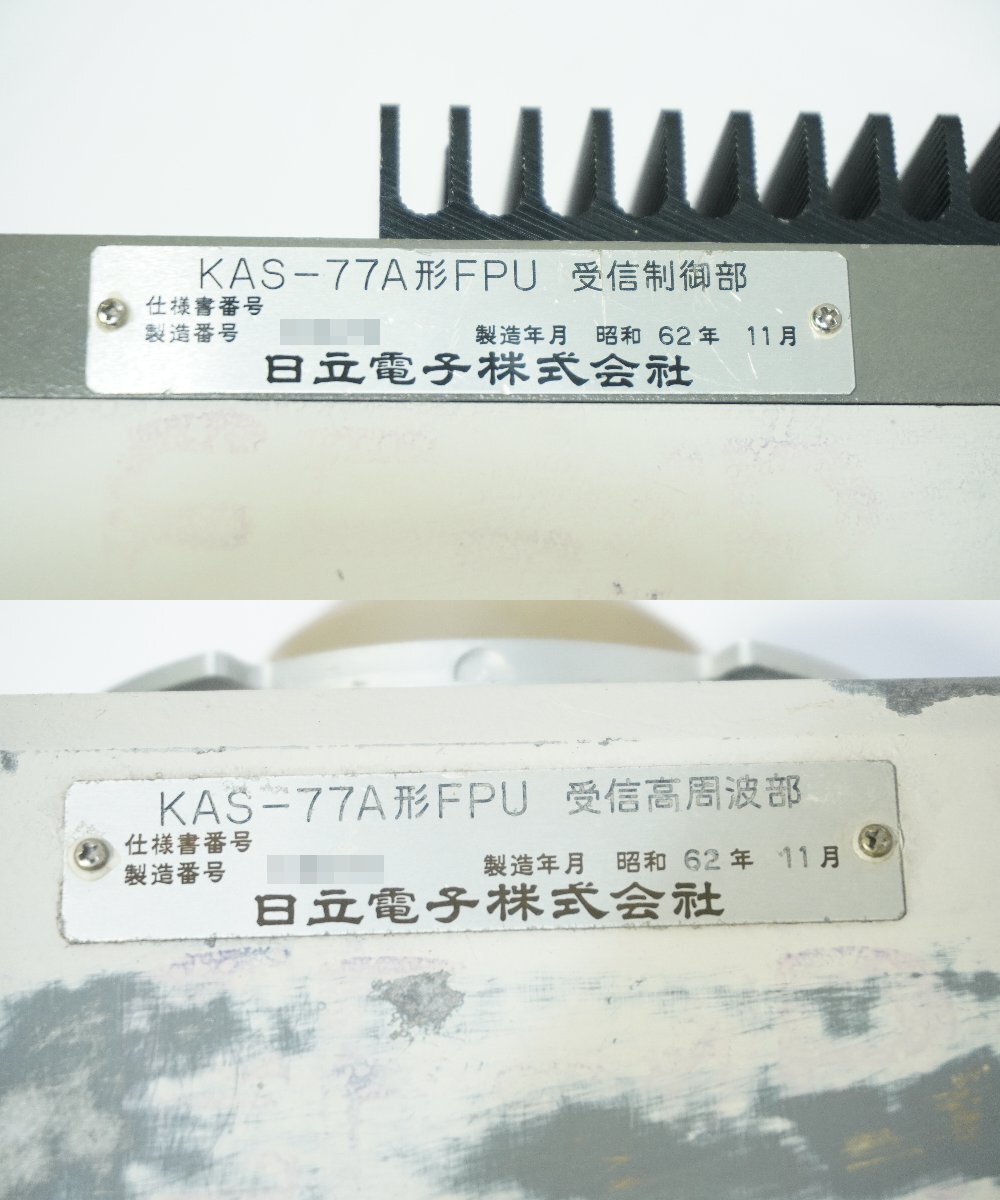 KAS-77A形FPU 受信制御部
仕様書番号
製造番号 製造年月 昭和 62年 11月
日立電子株式会社
KAS-77A形FPU 受信高周波部
仕様書番号
製造番号 製造年月 昭和 62年 11月
日立電子株式会社